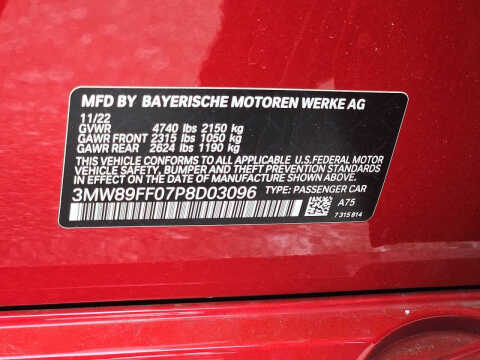 MFD BY BAYERISCHE MOTOREN WERKE AG
11/22
GVWR 4740 lbs 2150 kg
GAWR FRONT 2315 lbs 1050 kg
GAWR REAR 2624 lbs 1190 kg
THIS VEHICLE CONFORMS TO ALL APPLICABLE U.S.FEDERAL MOTOR
VEHICLE SAFETY, BUMPER AND THEFT PREVENTION STANDARDS
IN EFFECT ON THE DATE OF MANUFACTURE SHOWN ABOVE.
3MW89FF07P8D03096 TYPE: PASSENGER CAR
A75
7 315 814